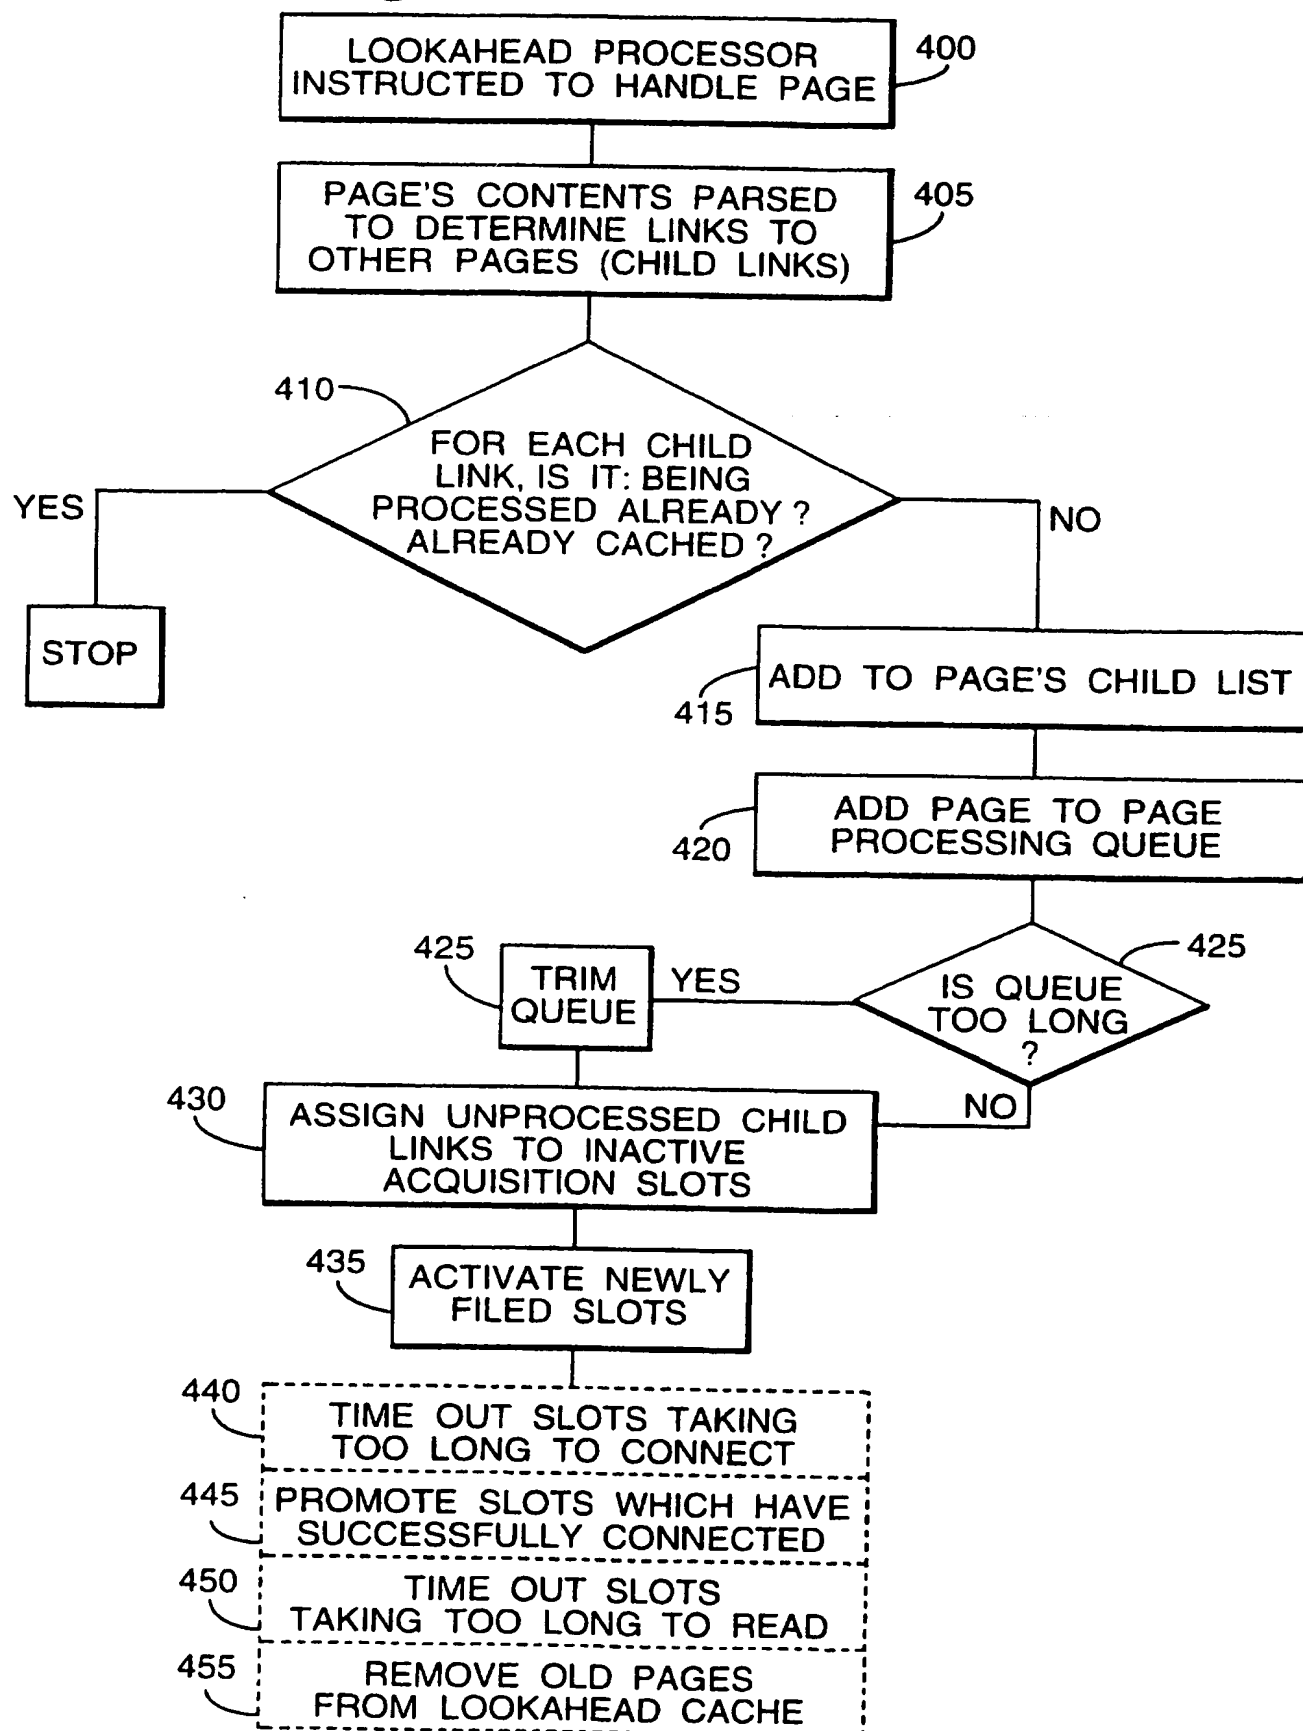 LOOKAHEAD PROCESSOR
INSTRUCTED TO HANDLE PAGE
400
PAGE'S CONTENTS PARSED
TO DETERMINE LINKS TO
OTHER PAGES (CHILD LINKS)
405
410
FOR EACH CHILD
LINK, IS IT: BEING
PROCESSED ALREADY ?
ALREADY CACHED ?
YES
NO
STOP
ADD TO PAGE'S CHILD LIST
415
ADD PAGE TO PAGE
PROCESSING QUEUE
420
425
TRIM
QUEUE
YES
IS QUEUE
TOO LONG
?
425
NO
430
ASSIGN UNPROCESSED CHILD
LINKS TO INACTIVE
ACQUISITION SLOTS
435
ACTIVATE NEWLY
FILED SLOTS
440
TIME OUT SLOTS TAKING
TOO LONG TO CONNECT
445
PROMOTE SLOTS WHICH HAVE
SUCCESSFULLY CONNECTED
450
TIME OUT SLOTS
TAKING TOO LONG TO READ
455
REMOVE OLD PAGES
FROM LOOKAHEAD CACHE